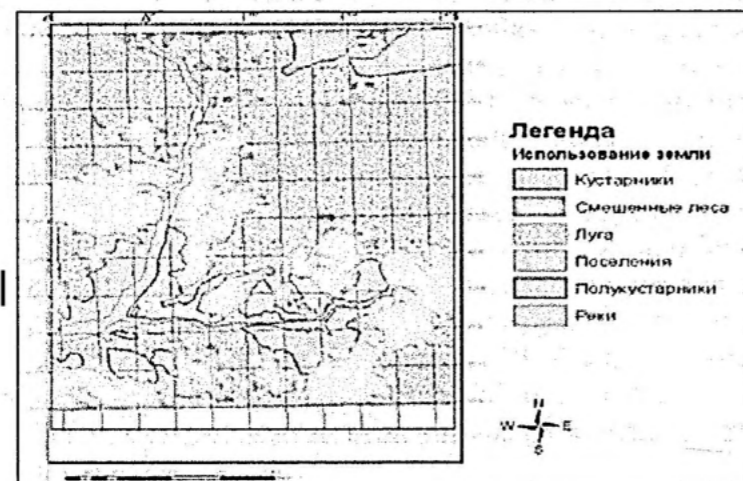 Легенда
Использование земли
Кустарники
Смешенные леса
Луга
Поселения
Полукустарники
Реки
N
W E
S